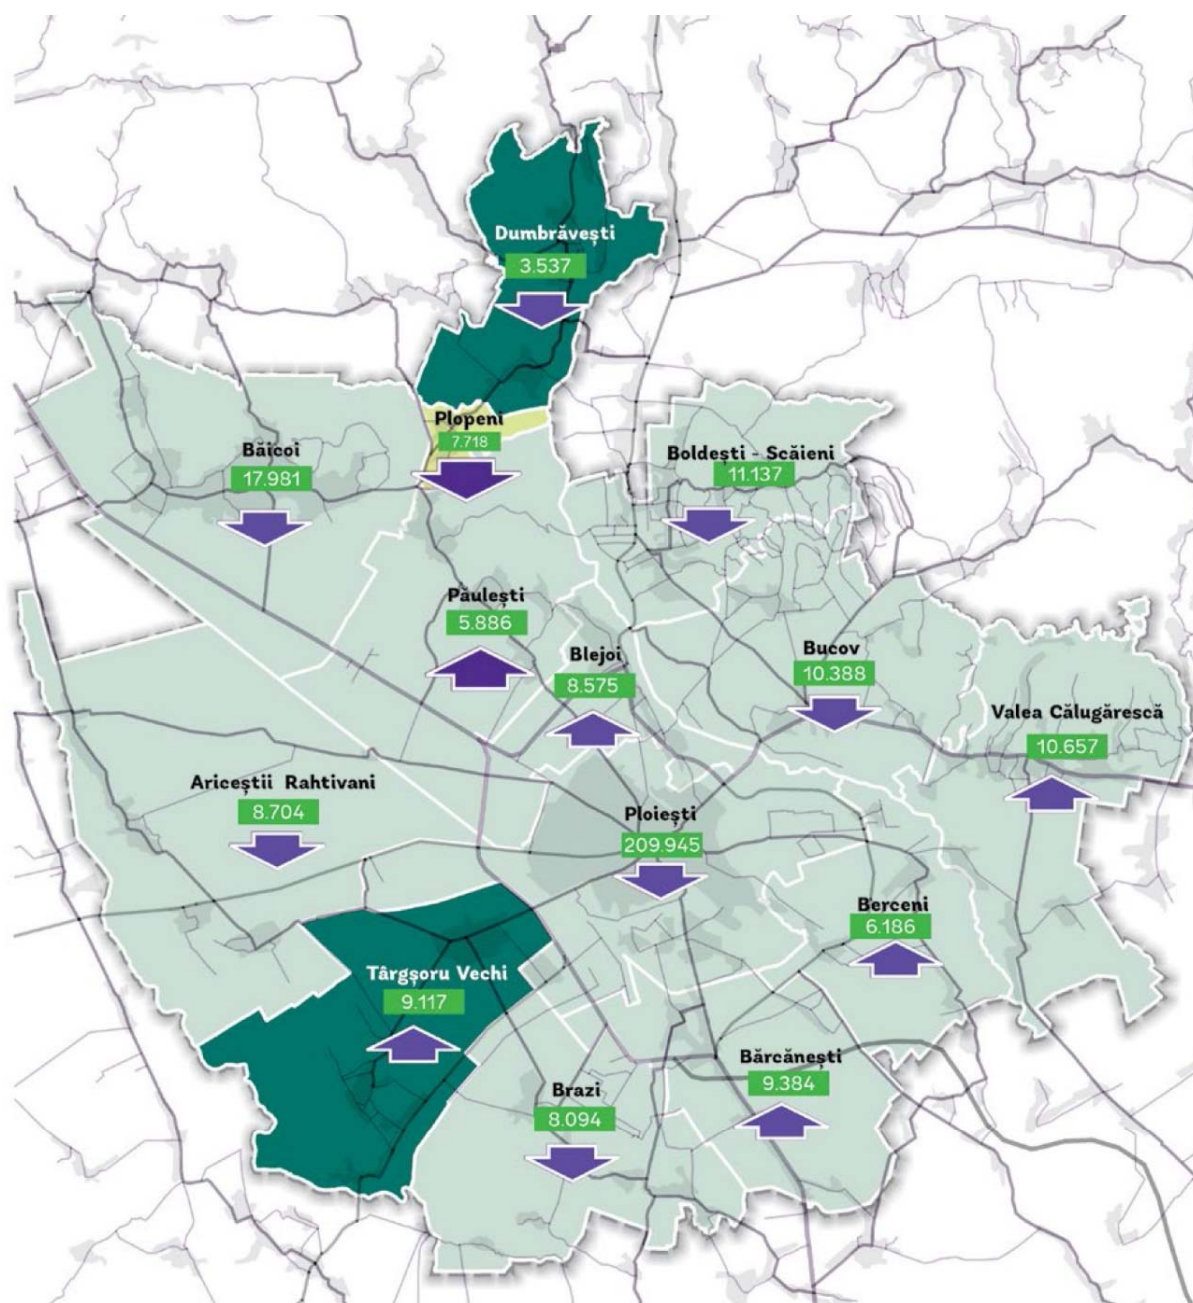 Dumbrăvești
3.537
Plopeni
7.718
Băicoi
17.981
Boldești - Scăieni
11.137
Păulești
5.886
Blejoi
8.575
Bucov
10.388
Valea Călugărescă
10.657
Ariceștii Rahtivani
8.704
Ploiești
209.945
Berceni
6.186
Târgșoru Vechi
9.117
Bărcănești
9.384
Brazi
8.094